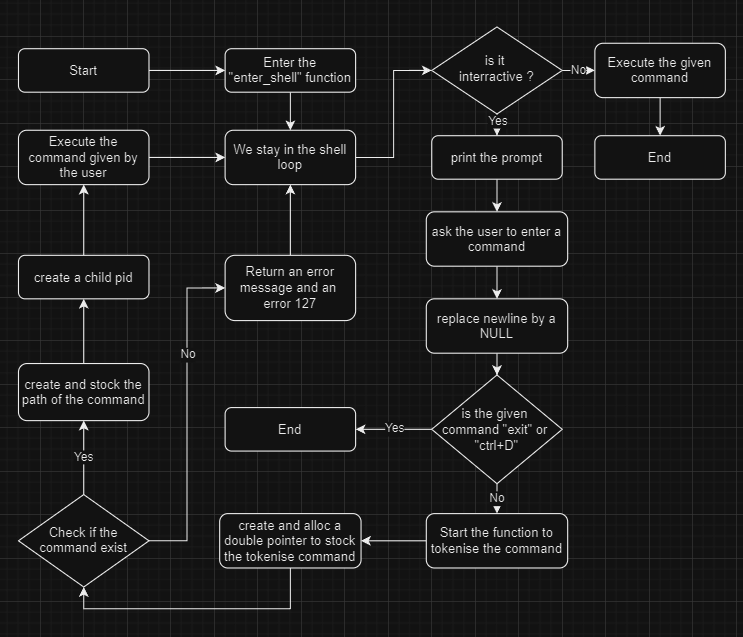 Start
Enter the
"enter_shell" function
is it
interractive ?
No
Execute the given
command
Yes
Execute the
command given by
the user
We stay in the shell
loop
print the prompt
End
ask the user to enter a
command
create a child pid
Return an error
message and an
error 127
replace newline by a
NULL
No
create and stock the
path of the command
is the given
command "exit" or
"ctrl+D"
Yes
End
Yes
No
Check if the
command exist
create and alloc a
double pointer to stock
the tokenise command
Start the function to
tokenise the command